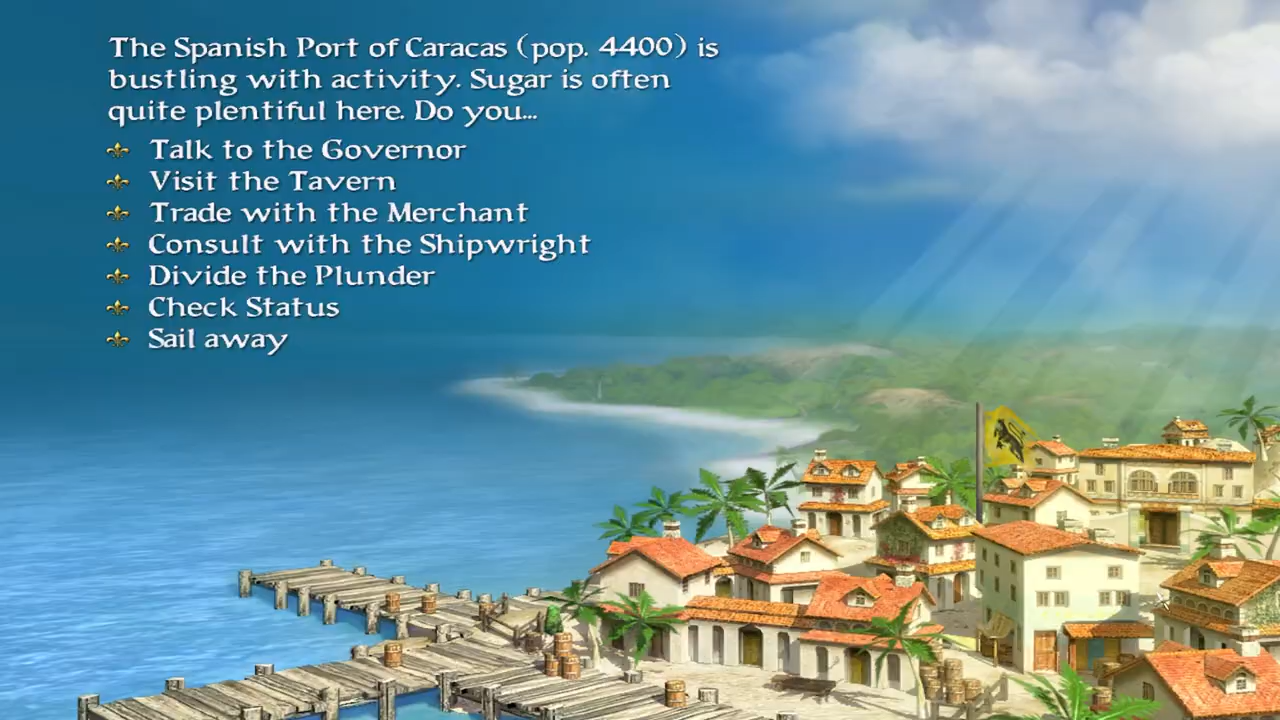 The Spanish Port of Caracas (pop. 4400) is
bustling with activity. Sugar is often
quite plentiful here. Do you...
Talk to the Governor
Visit the Tavern
Trade with the Merchant
Consult with the Shipwright
Divide the Plunder
Check Status
Sail away